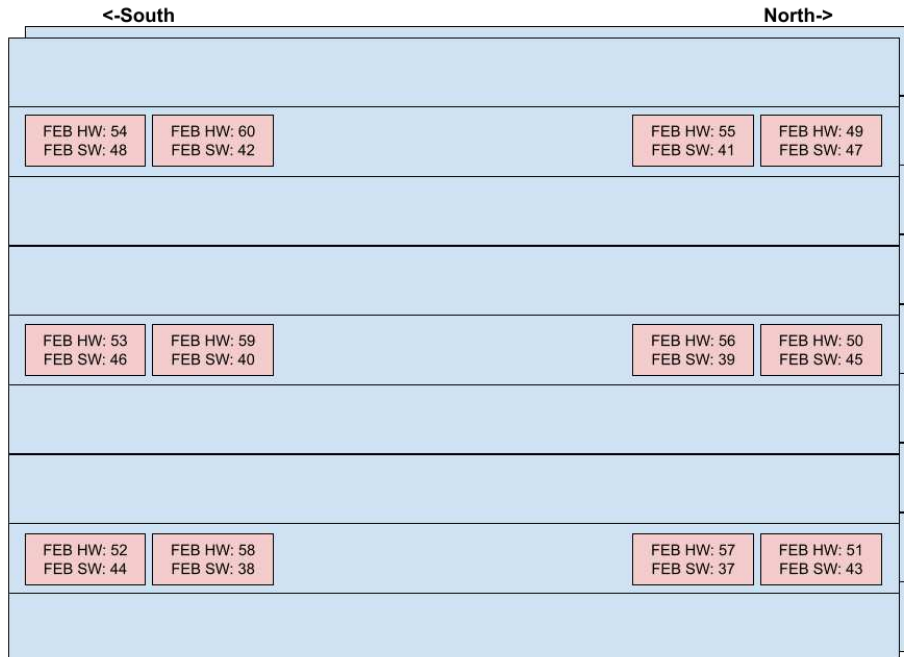 <-South
North->
FEB HW: 54
FEB SW: 48
FEB HW: 60
FEB SW: 42
FEB HW: 55
FEB SW: 41
FEB HW: 49
FEB SW: 47
FEB HW: 53
FEB SW: 46
FEB HW: 59
FEB SW: 40
FEB HW: 56
FEB SW: 39
FEB HW: 50
FEB SW: 45
FEB HW: 52
FEB SW: 44
FEB HW: 58
FEB SW: 38
FEB HW: 57
FEB SW: 37
FEB HW: 51
FEB SW: 43